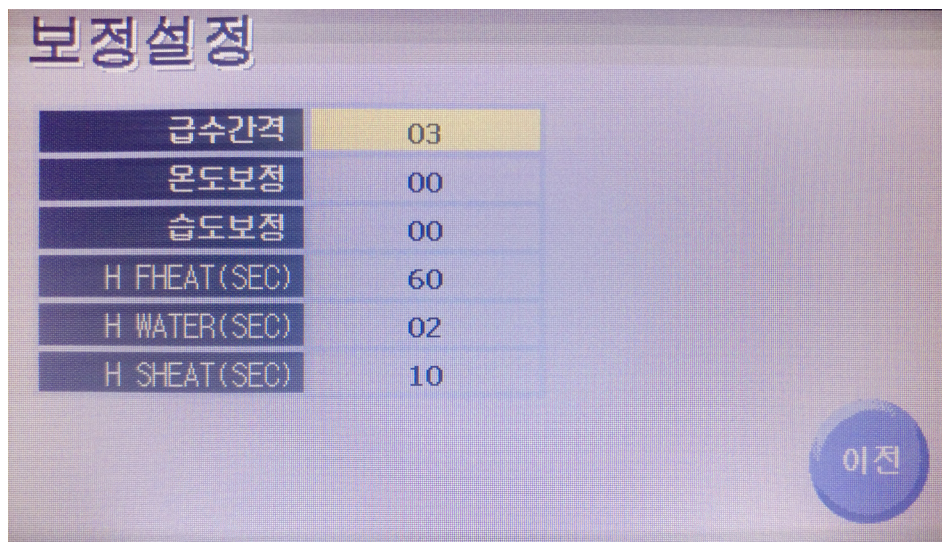 보정설정
급수간격 03
온도보정 00
습도보정 00
H FHEAT(SEC) 60
H WATER(SEC) 02
H SHEAT(SEC) 10
이전